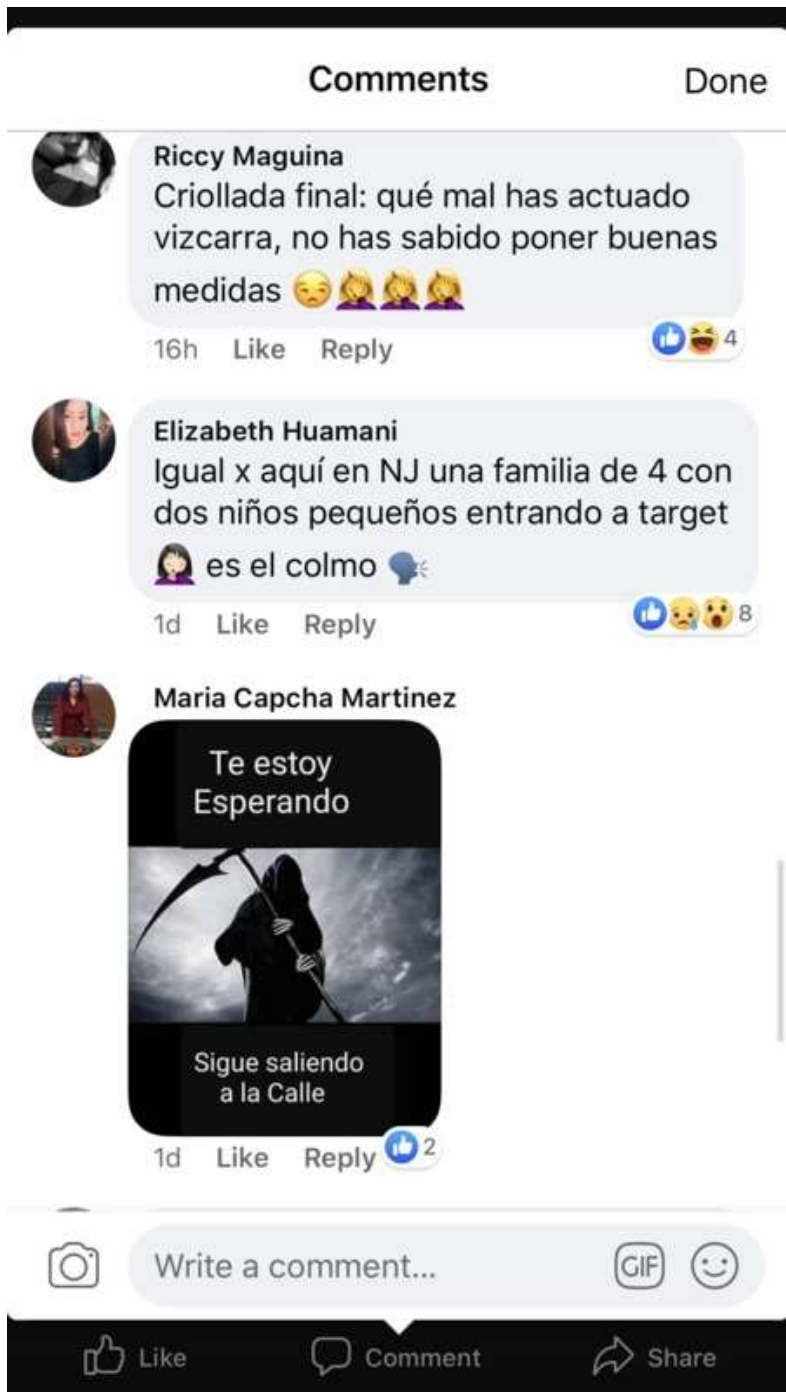 Comments
Done
Riccy Maguina
Criollada final: qué mal has actuado
vizcarra, no has sabido poner buenas
medidas 😒🤦‍♀️🤦‍♀️🤦‍♀️
16h Like Reply
4
Elizabeth Huamani
Igual x aquí en NJ una familia de 4 con
dos niños pequeños entrando a target
🤦🏻‍♀️ es el colmo 🗣️
1d Like Reply
8
Maria Capcha Martinez
Te estoy
Esperando
Sigue saliendo
a la Calle
1d Like Reply
2
Write a comment...
GIF
Like
Comment
Share